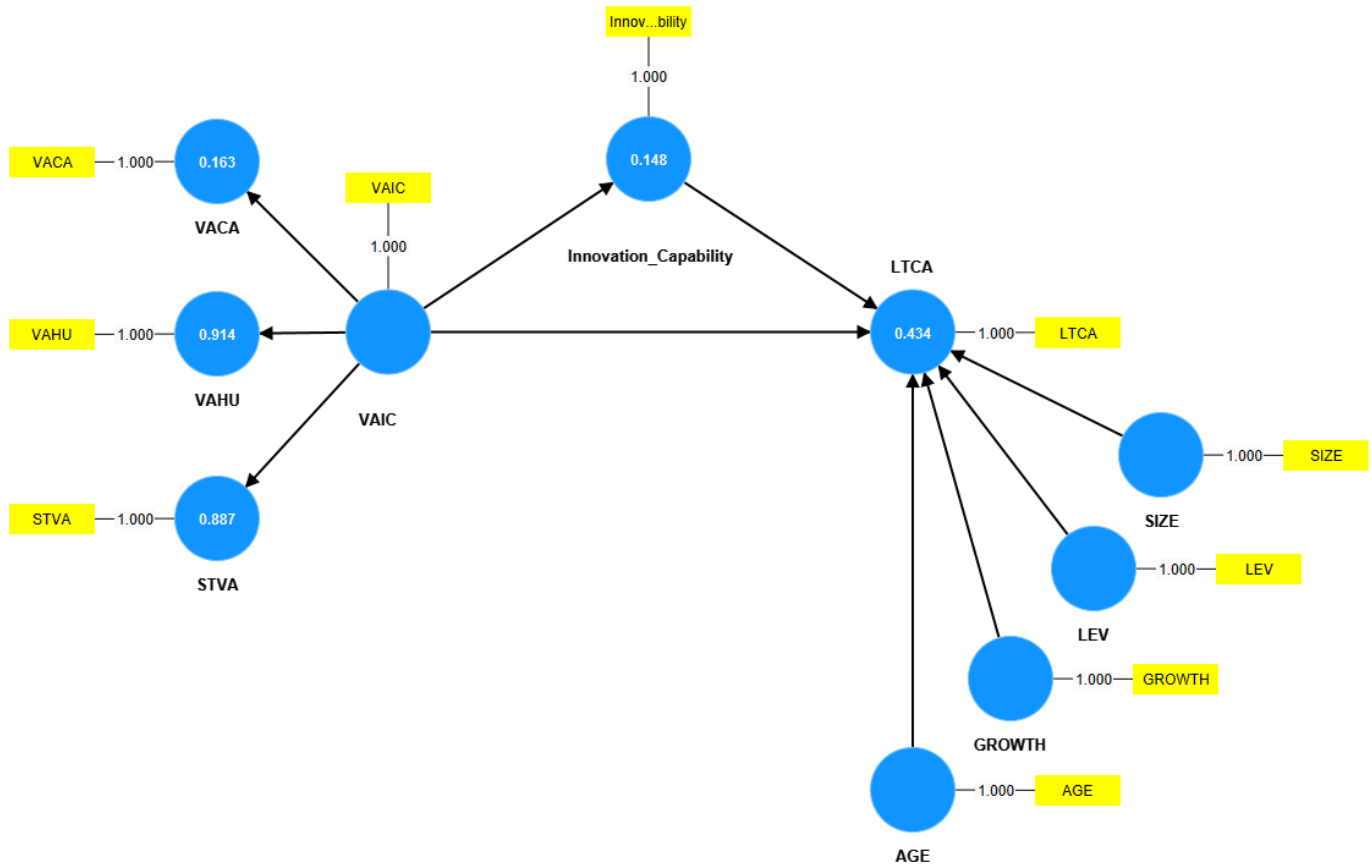 Innov...bility
1.000
VACA
1.000
0.163
VACA
VAIC
1.000
0.148
Innovation_Capability
LTCA
VAHU
1.000
0.914
VAHU
VAIC
0.434
1.000
LTCA
STVA
1.000
0.887
STVA
1.000
SIZE
SIZE
1.000
LEV
LEV
1.000
GROWTH
GROWTH
1.000
AGE
AGE